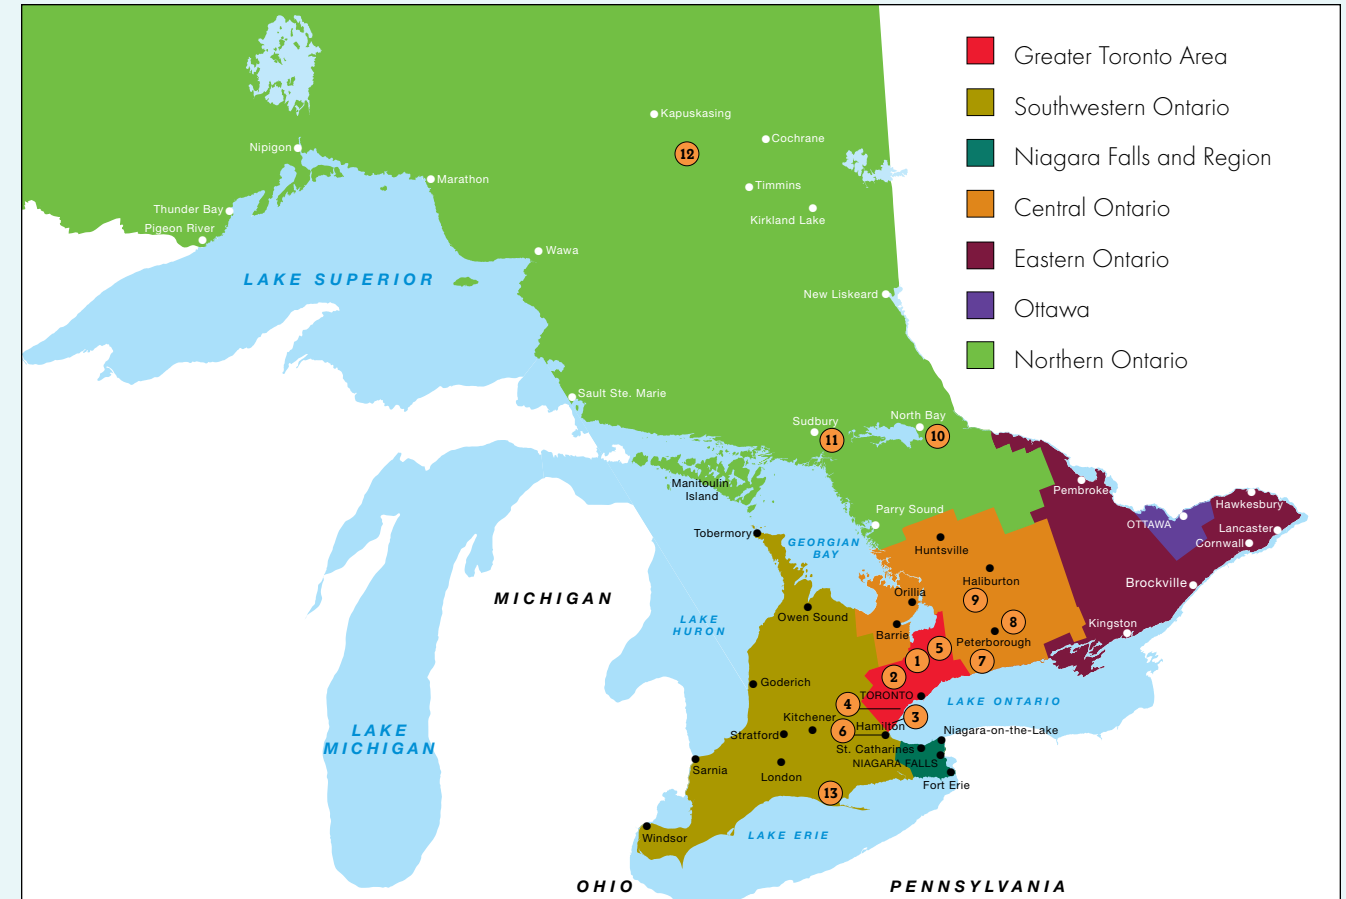 Greater Toronto Area
Southwestern Ontario
Niagara Falls and Region
Central Ontario
Eastern Ontario
Ottawa
Northern Ontario
Kapuskasing
Cochrane
12
Nipigon
Marathon
Timmins
Thunder Bay
Kirkland Lake
Pigeon River
Wawa
LAKE SUPERIOR
New Liskeard
Sault Ste. Marie
Sudbury
11
North Bay
10
Manitoulin
Island
Pembroke
Hawkesbury
Parry Sound
OTTAWA
Lancaster
Cornwall
Tobermory
GEORGIAN
BAY
Huntsville
Haliburton
Brockville
MICHIGAN
Orillia
9
Owen Sound
LAKE
HURON
Barrie
8
Peterborough
Kingston
5
1
7
2
Goderich
TORONTO
LAKE ONTARIO
4
3
Kitchener
Hamilton
6
Stratford
Niagara-on-the-Lake
LAKE
MICHIGAN
St. Catharines
NIAGARA FALLS
Sarnia
London
Fort Erie
13
Windsor
LAKE ERIE
OHIO
PENNSYLVANIA